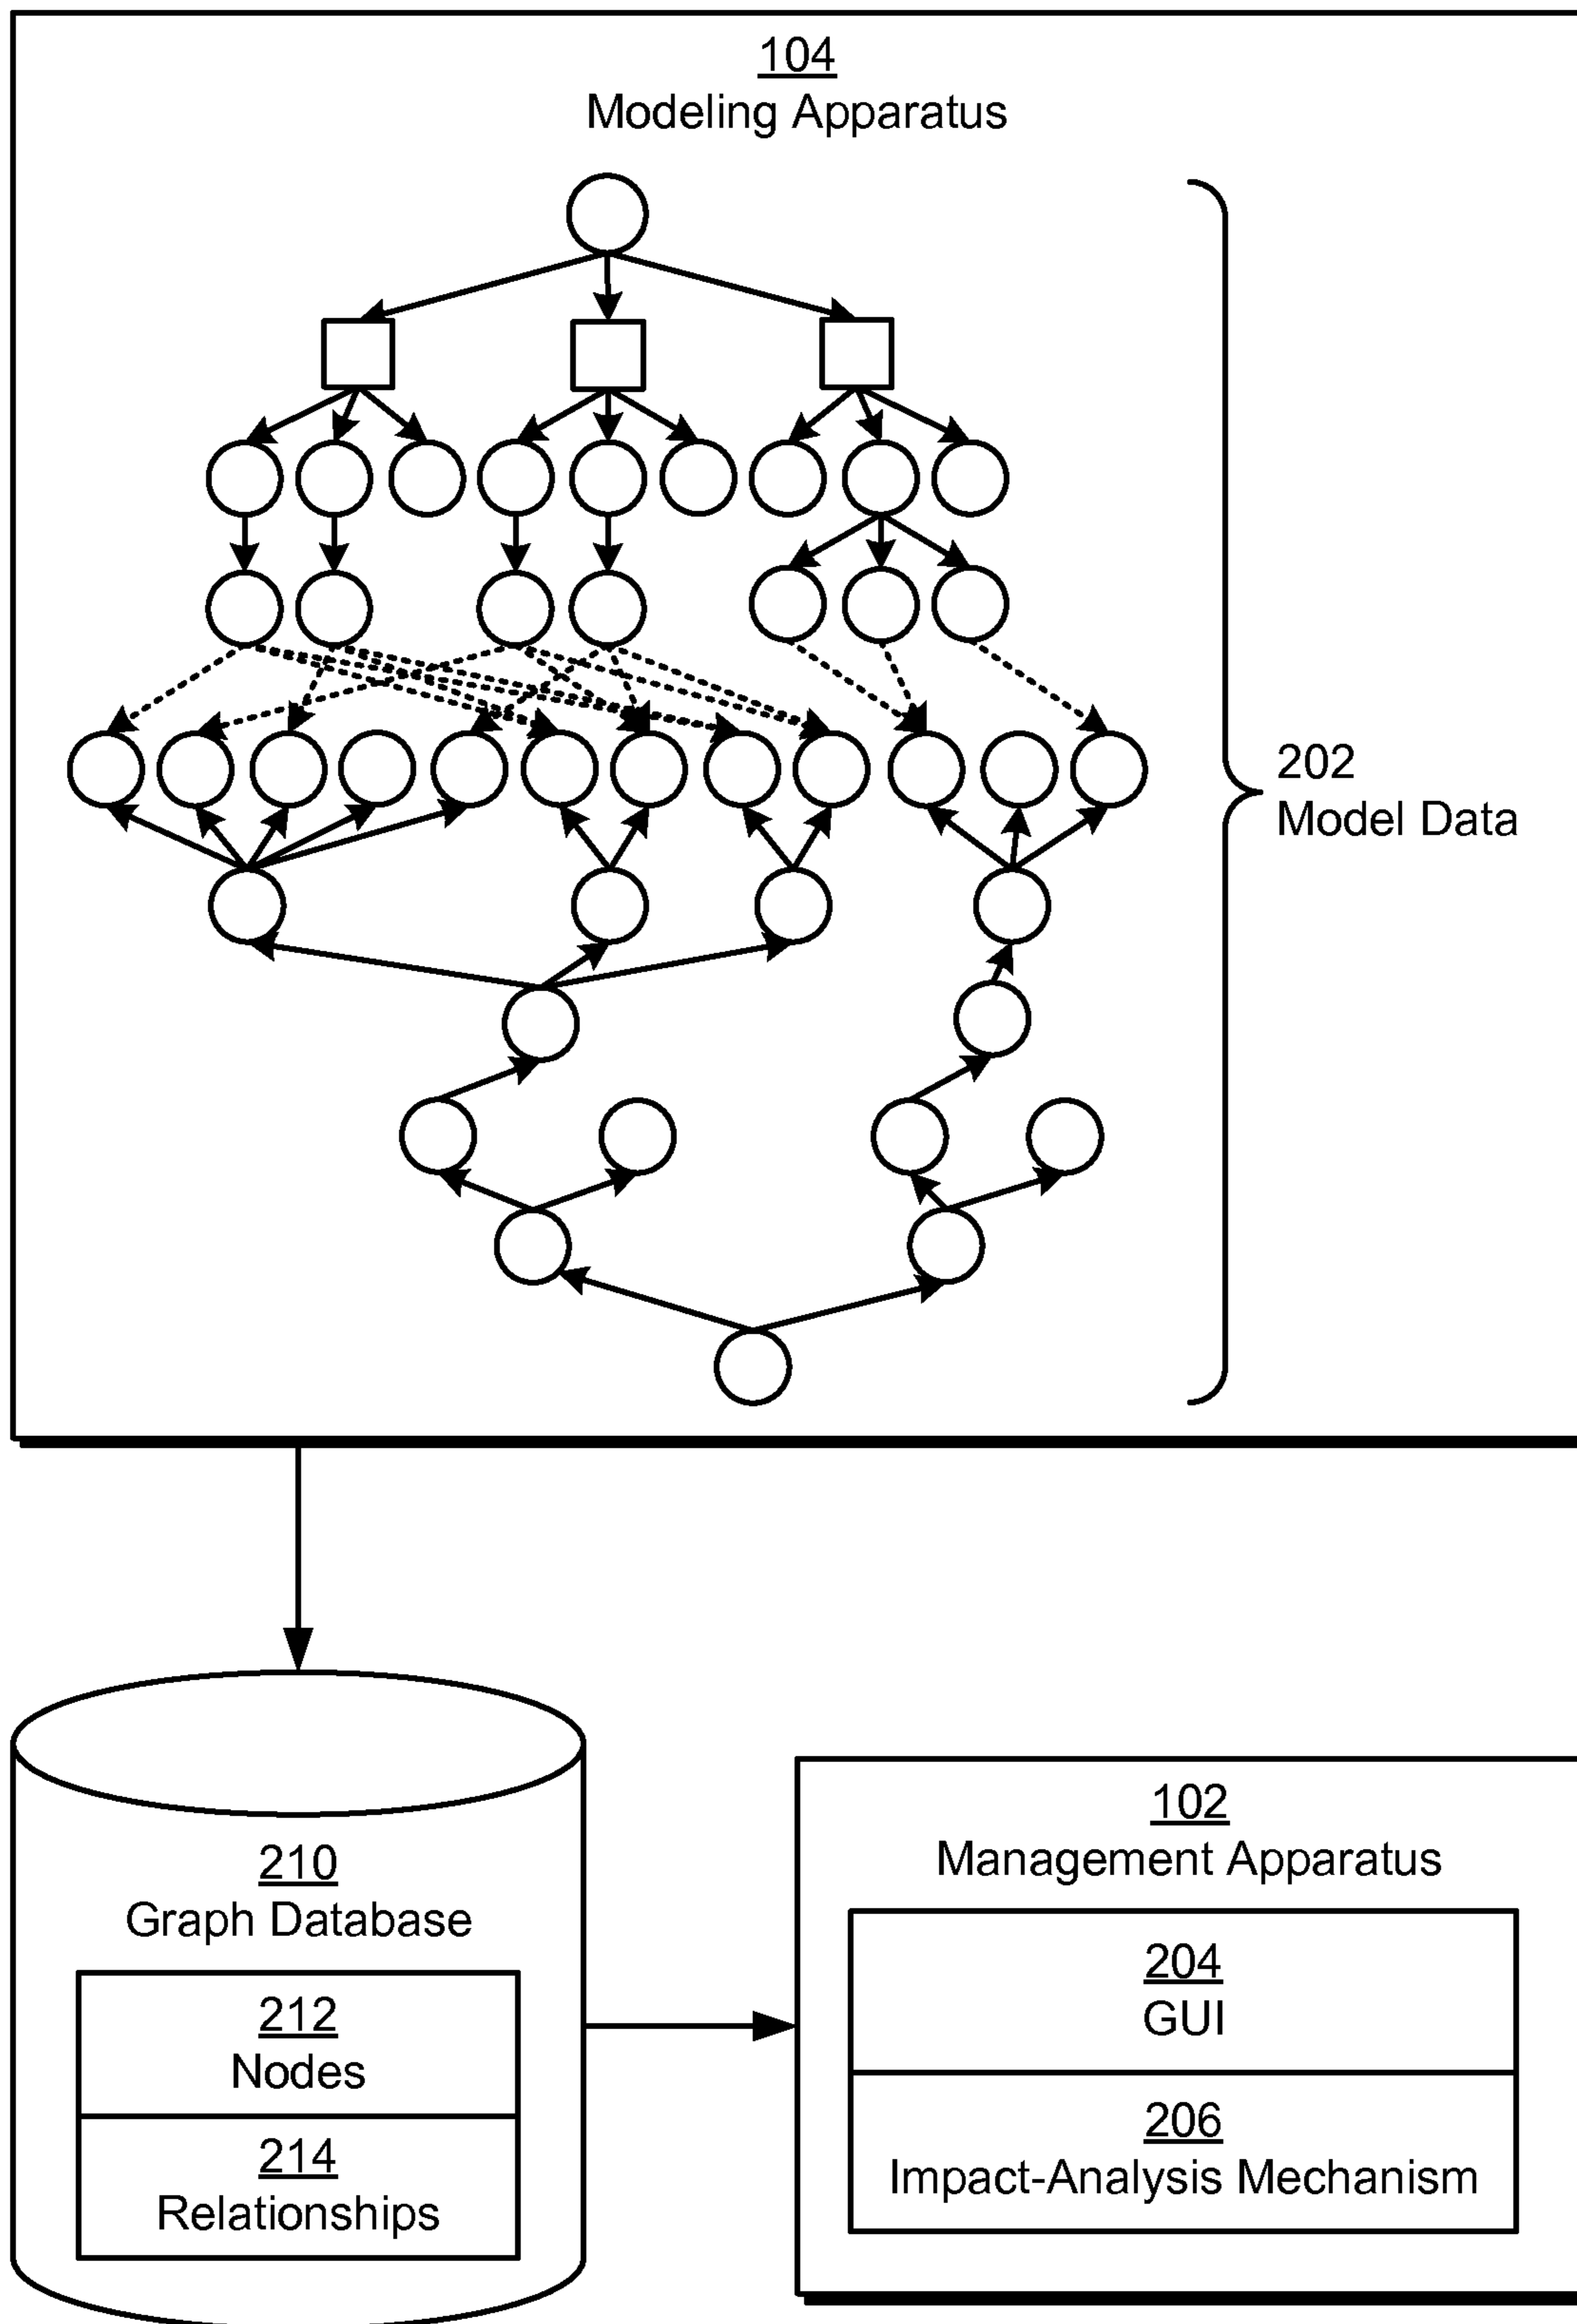 104
Modeling Apparatus
202
Model Data
210
Graph Database
212
Nodes
214
Relationships
102
Management Apparatus
204
GUI
206
Impact-Analysis Mechanism